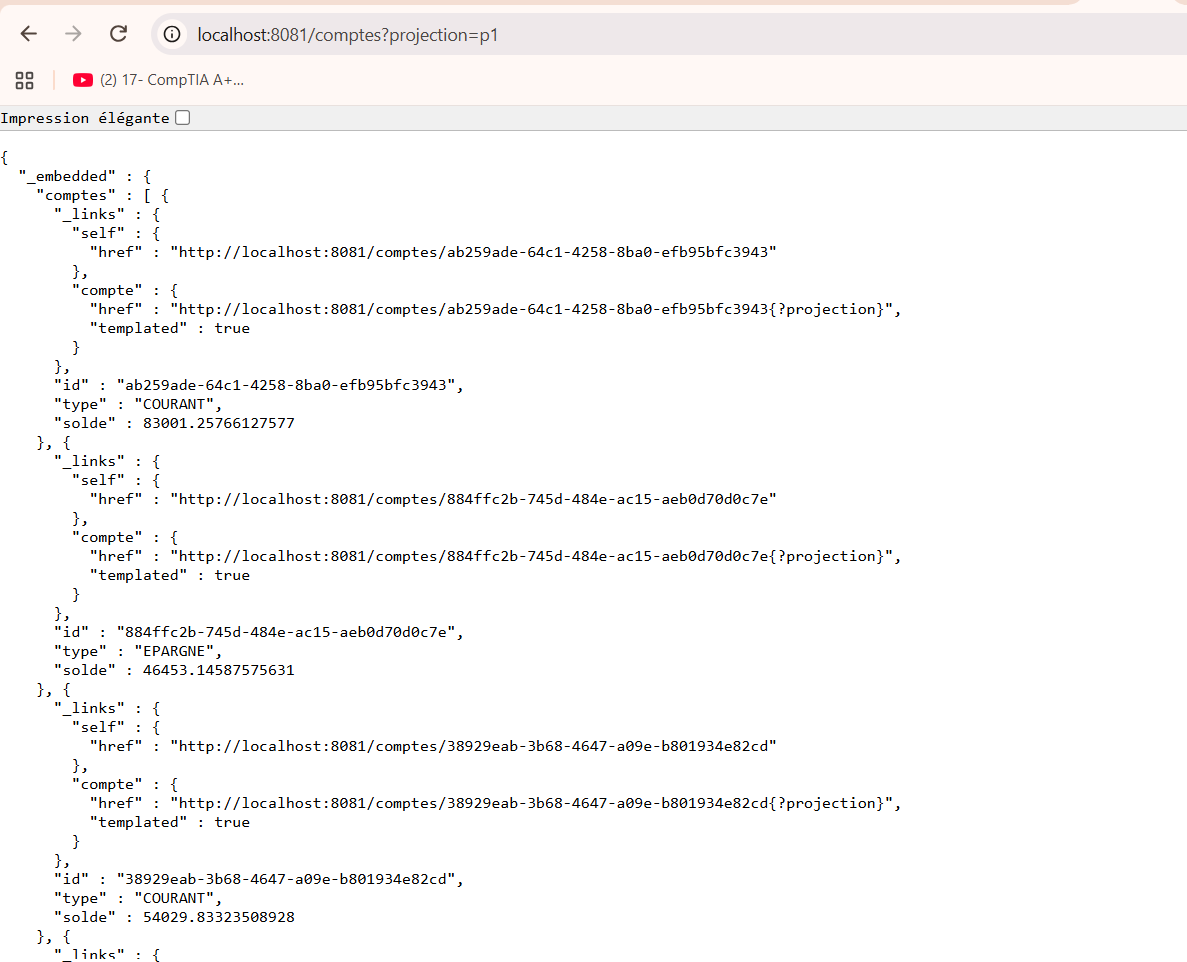 localhost:8081/comptes?projection=p1
(2) 17- CompTIA A+...
Impression élégante
{
  "_embedded" : {
    "comptes" : [ {
      "_links" : {
        "self" : {
          "href" : "http://localhost:8081/comptes/ab259ade-64c1-4258-8ba0-efb95bfc3943"
        },
        "compte" : {
          "href" : "http://localhost:8081/comptes/ab259ade-64c1-4258-8ba0-efb95bfc3943{?projection}",
          "templated" : true
        }
      },
      "id" : "ab259ade-64c1-4258-8ba0-efb95bfc3943",
      "type" : "COURANT",
      "solde" : 83001.25766127577
    }, {
      "_links" : {
        "self" : {
          "href" : "http://localhost:8081/comptes/884ffc2b-745d-484e-ac15-aeb0d70d0c7e"
        },
        "compte" : {
          "href" : "http://localhost:8081/comptes/884ffc2b-745d-484e-ac15-aeb0d70d0c7e{?projection}",
          "templated" : true
        }
      },
      "id" : "884ffc2b-745d-484e-ac15-aeb0d70d0c7e",
      "type" : "EPARGNE",
      "solde" : 46453.14587575631
    }, {
      "_links" : {
        "self" : {
          "href" : "http://localhost:8081/comptes/38929eab-3b68-4647-a09e-b801934e82cd"
        },
        "compte" : {
          "href" : "http://localhost:8081/comptes/38929eab-3b68-4647-a09e-b801934e82cd{?projection}",
          "templated" : true
        }
      },
      "id" : "38929eab-3b68-4647-a09e-b801934e82cd",
      "type" : "COURANT",
      "solde" : 54029.83323508928
    }, {
      "_links" : {